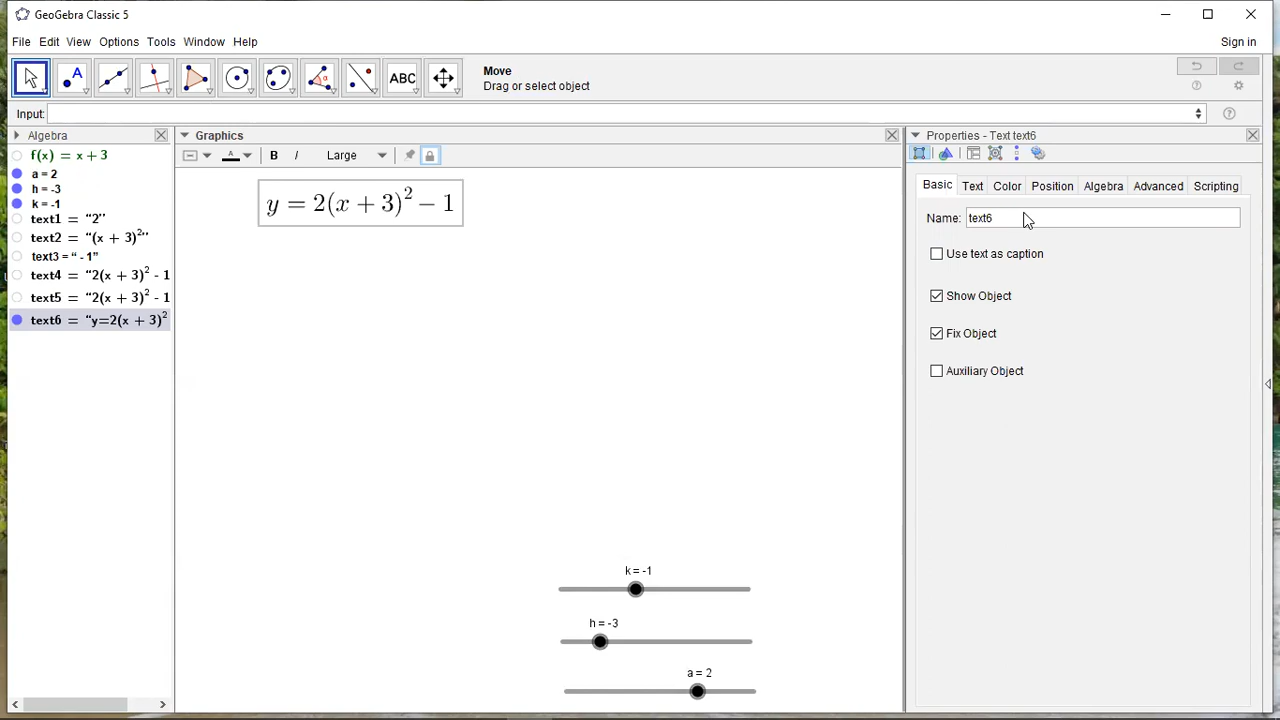 GeoGebra Classic 5
File Edit View Options Tools Window Help
Sign in
A
ABC
Move
Drag or select object
Input:
Algebra
Graphics
Properties - Text text6
A B I Large
f(x) = x + 3
a = 2
h = -3
k = -1
text1 = "2"
text2 = "(x + 3)²"
text3 = " - 1"
text4 = "2(x + 3)² - 1
text5 = "2(x + 3)² - 1
text6 = "y=2(x + 3)²
y = 2(x + 3)² − 1
k = -1
h = -3
a = 2
Basic Text Color Position Algebra Advanced Scripting
Name: text6
Use text as caption
Show Object
Fix Object
Auxiliary Object